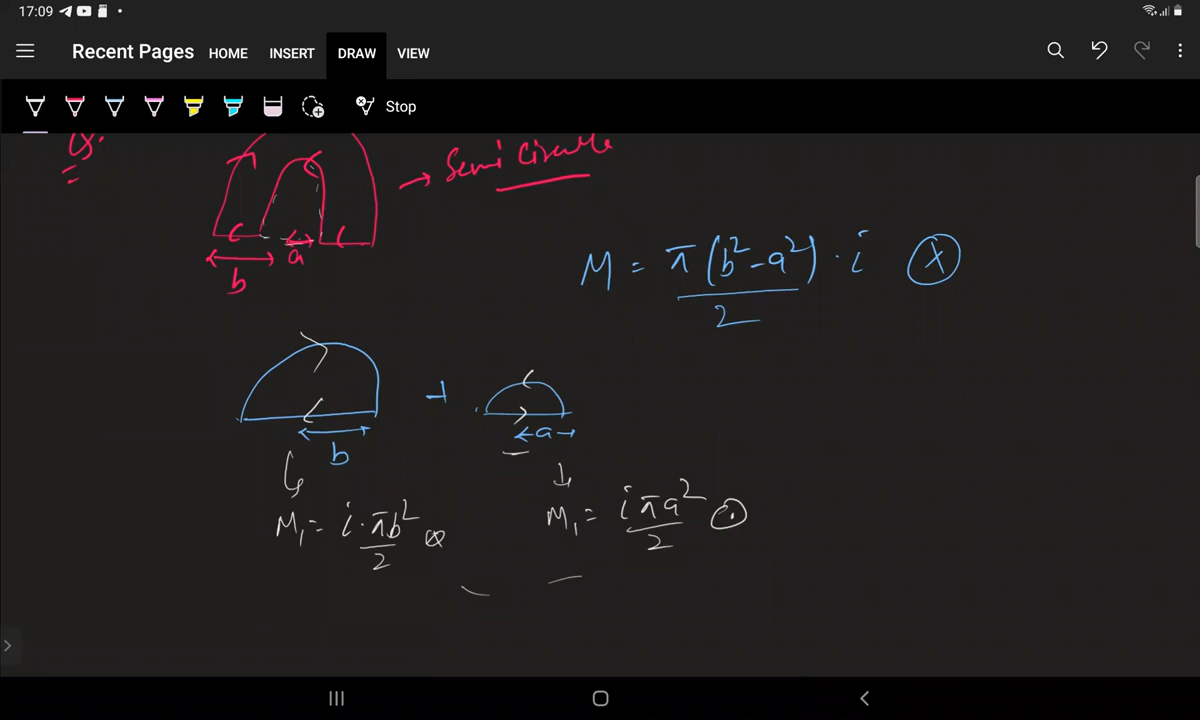 17:09
Recent Pages HOME INSERT DRAW VIEW
Stop
Q.
→ Semi Circule
b
a
M = π(b²-a²)/2 · i ⓧ
+
b
a
M₁ = i · πb²/2 ⊗
M₁ = iπa²/2 ⊙